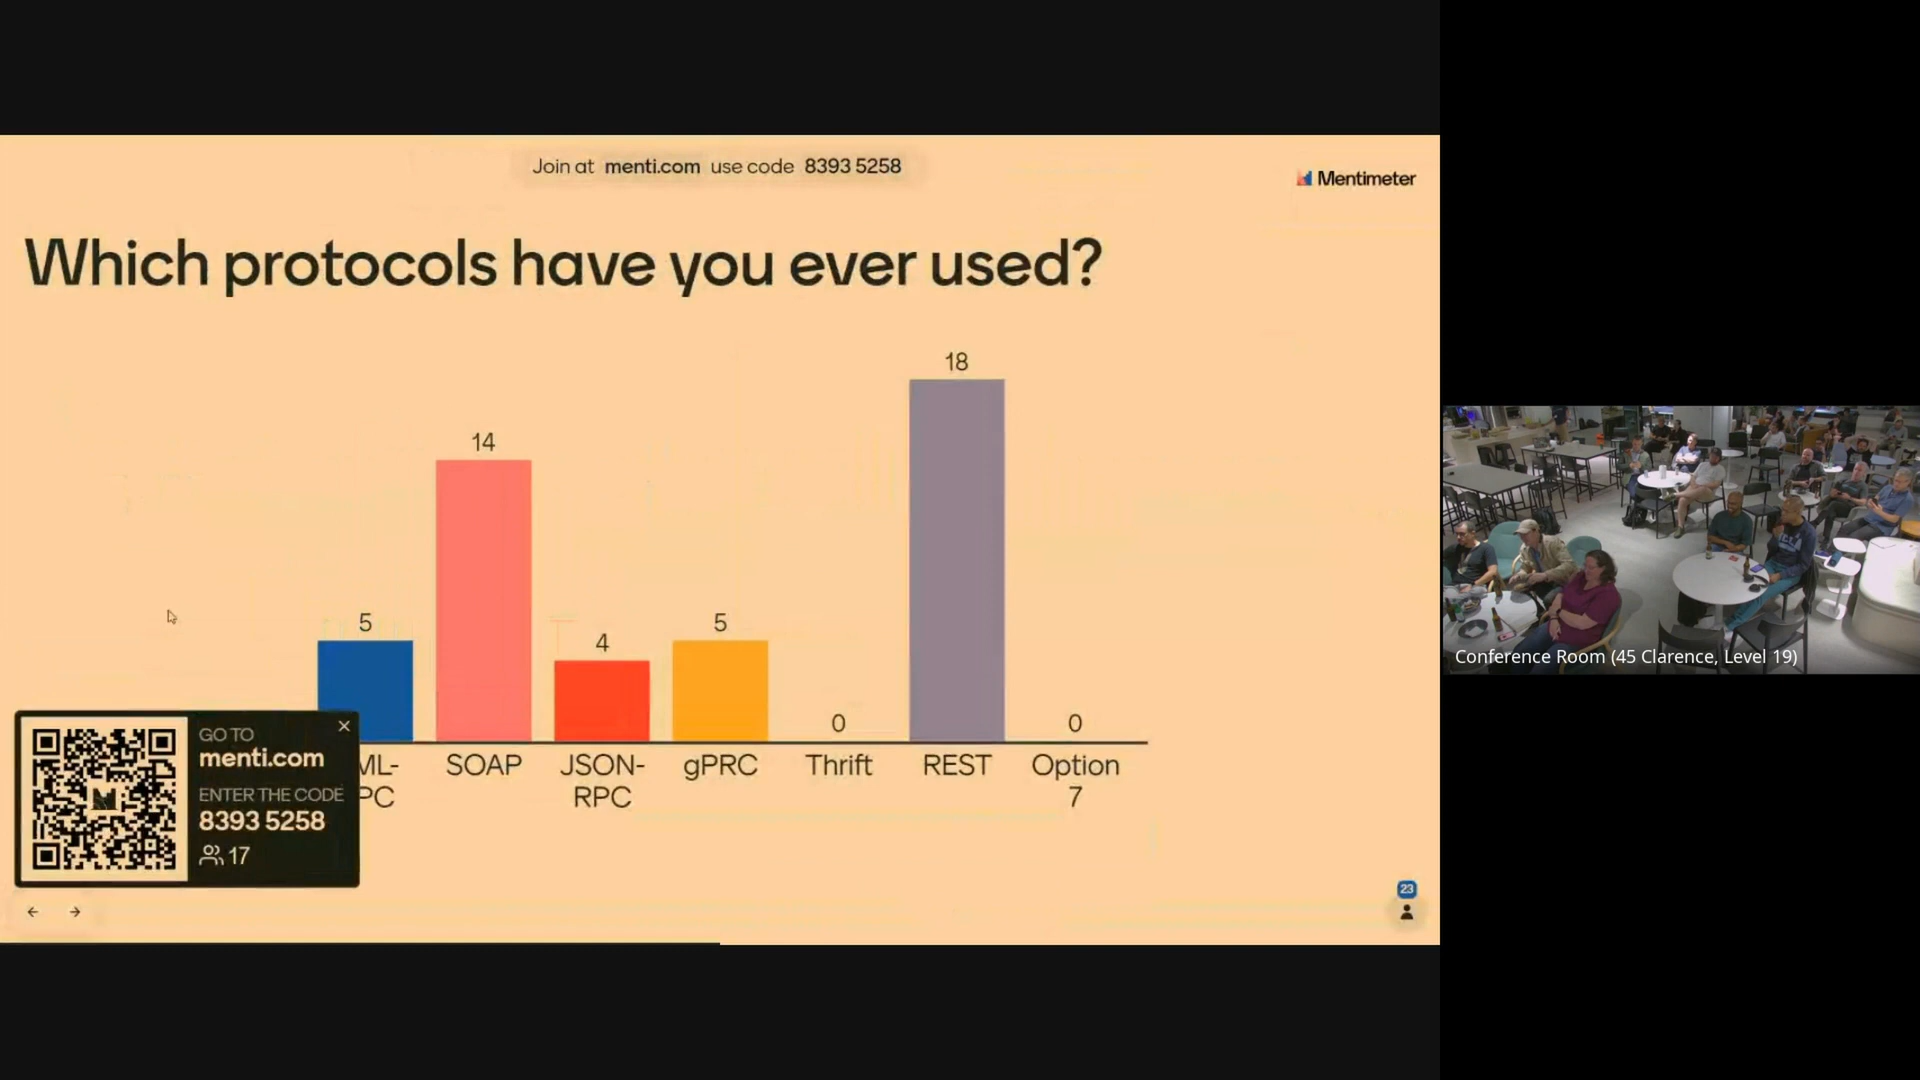 Join at menti.com use code 8393 5258
Mentimeter
Which protocols have you ever used?
5
14
4
5
0
18
0
ML-
PC
SOAP
JSON-
RPC
gPRC
Thrift
REST
Option
7
GO TO
menti.com
ENTER THE CODE
8393 5258
17
23
Conference Room (45 Clarence, Level 19)